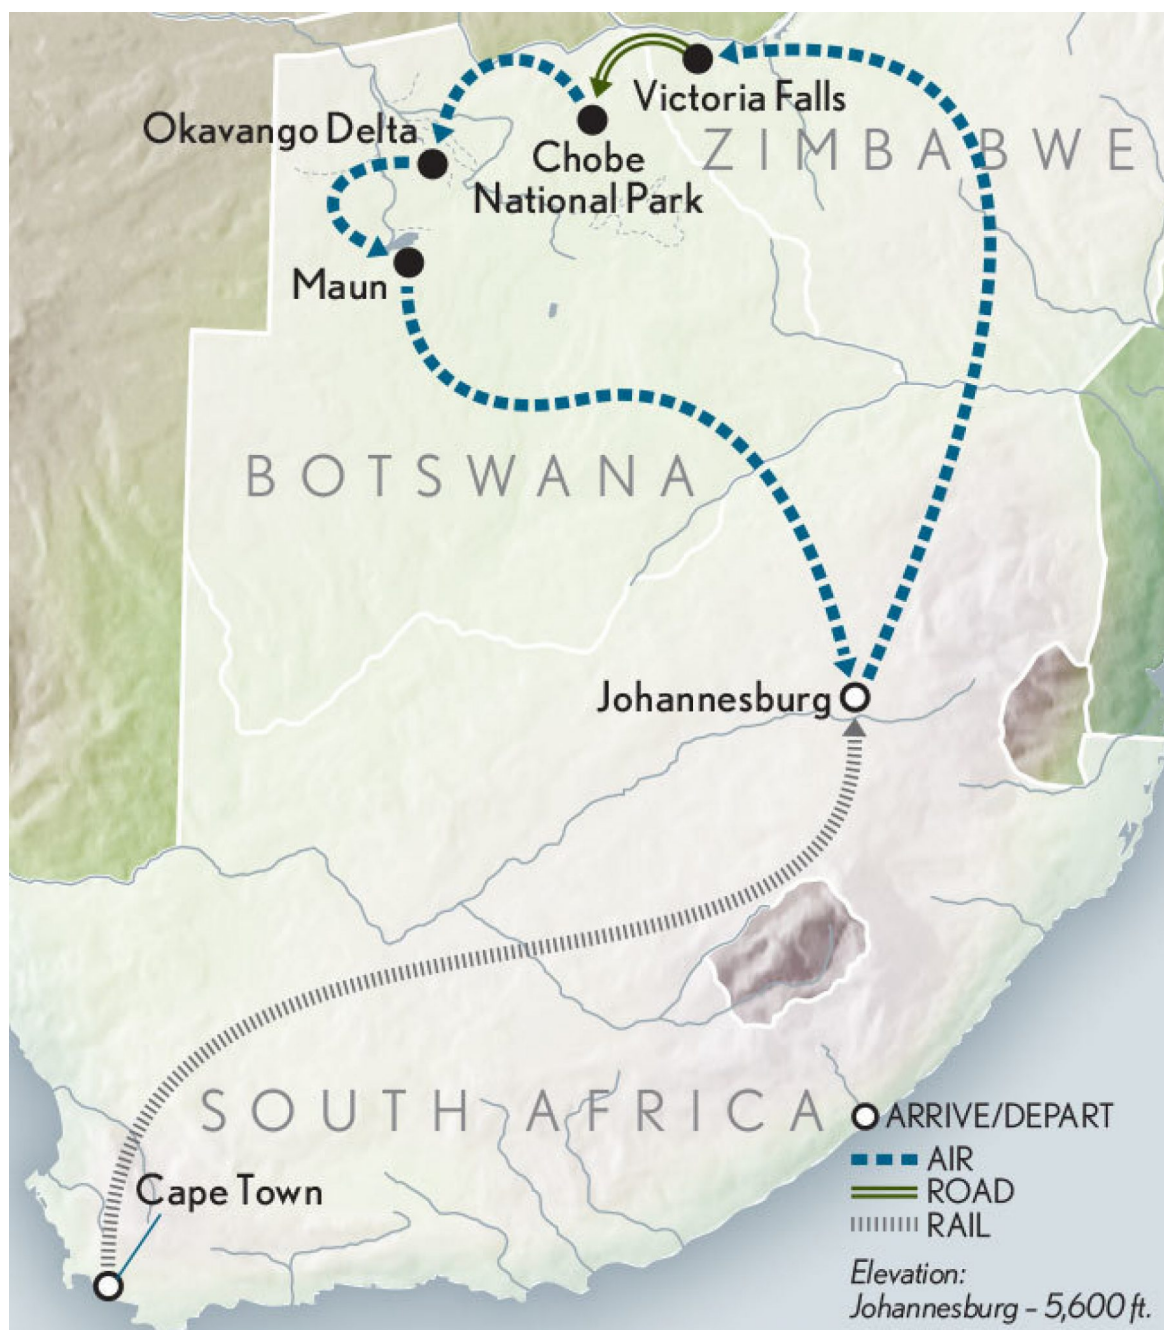 Victoria Falls
Okavango Delta
ZIMBABWE
Chobe
National Park
Maun
BOTSWANA
Johannesburg
SOUTH AFRICA
ARRIVE/DEPART
AIR
ROAD
RAIL
Cape Town
Elevation:
Johannesburg – 5,600 ft.